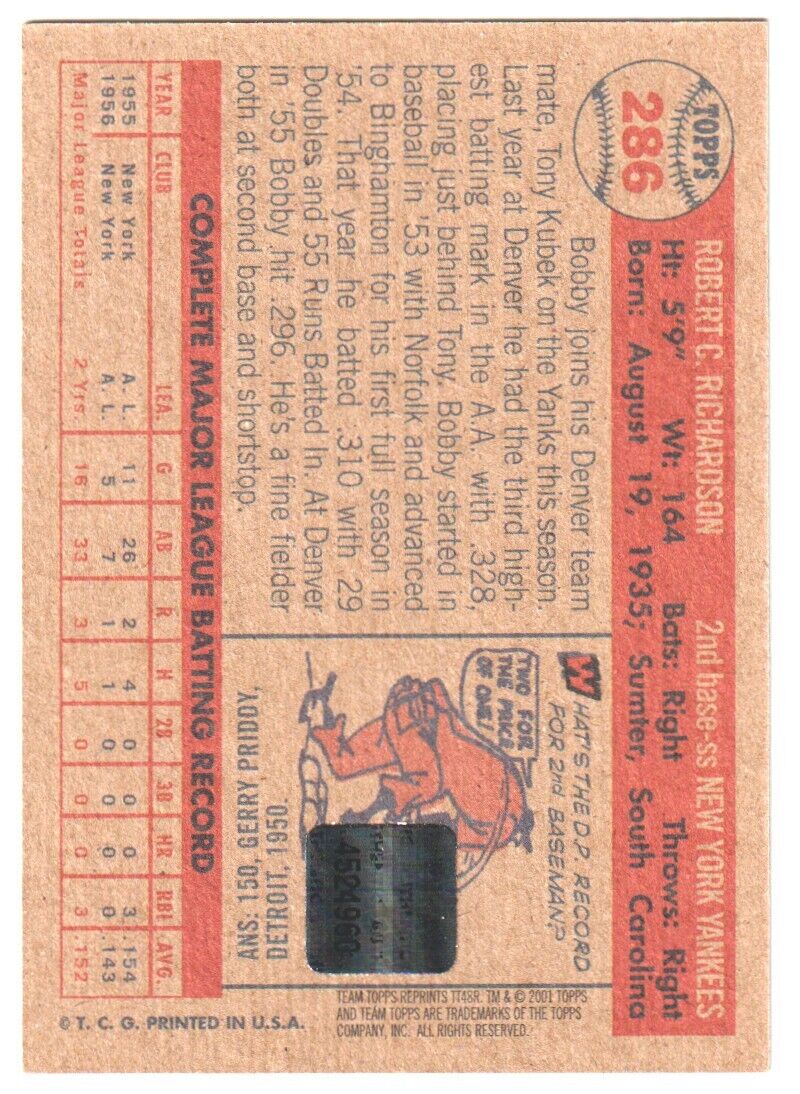 TOPPS
286
ROBERT C. RICHARDSON 2nd base-ss NEW YORK YANKEES
Ht: 5'9" Wt: 164 Bats: Right Throws: Right
Born: August 19, 1935; Sumter, South Carolina
Bobby joins his Denver team
mate, Tony Kubek on the Yanks this season.
Last year at Denver he had the third high-
est batting mark in the A.A. with .328,
placing just behind Tony. Bobby started in
baseball in '53 with Norfolk and advanced
to Binghamton for his first full season in
'54. That year he batted .310 with 29
Doubles and 55 Runs Batted In. At Denver
in '55 Bobby hit .296. He's a fine fielder
both at second base and shortstop.
WHAT'S THE D.P. RECORD
FOR 2nd BASEMAN?
TWO FOR
THE PRICE
OF ONE!
ANS: 150, GERRY PRIDDY,
DETROIT, 1950.
4524960
COMPLETE MAJOR LEAGUE BATTING RECORD
YEAR CLUB LEA. G AB R H 2B 3B HR RBI AVG.
1955 New York A. L. 11 26 2 4 0 0 0 3 .154
1956 New York A. L. 5 7 1 1 0 0 0 0 .143
Major League Totals 2 Yrs. 16 33 3 5 0 0 0 3 .152
TEAM TOPPS REPRINTS TT48R. TM & © 2001 TOPPS
AND TEAM TOPPS ARE TRADEMARKS OF THE TOPPS
COMPANY, INC. ALL RIGHTS RESERVED.
© T. C. G. PRINTED IN U.S.A.